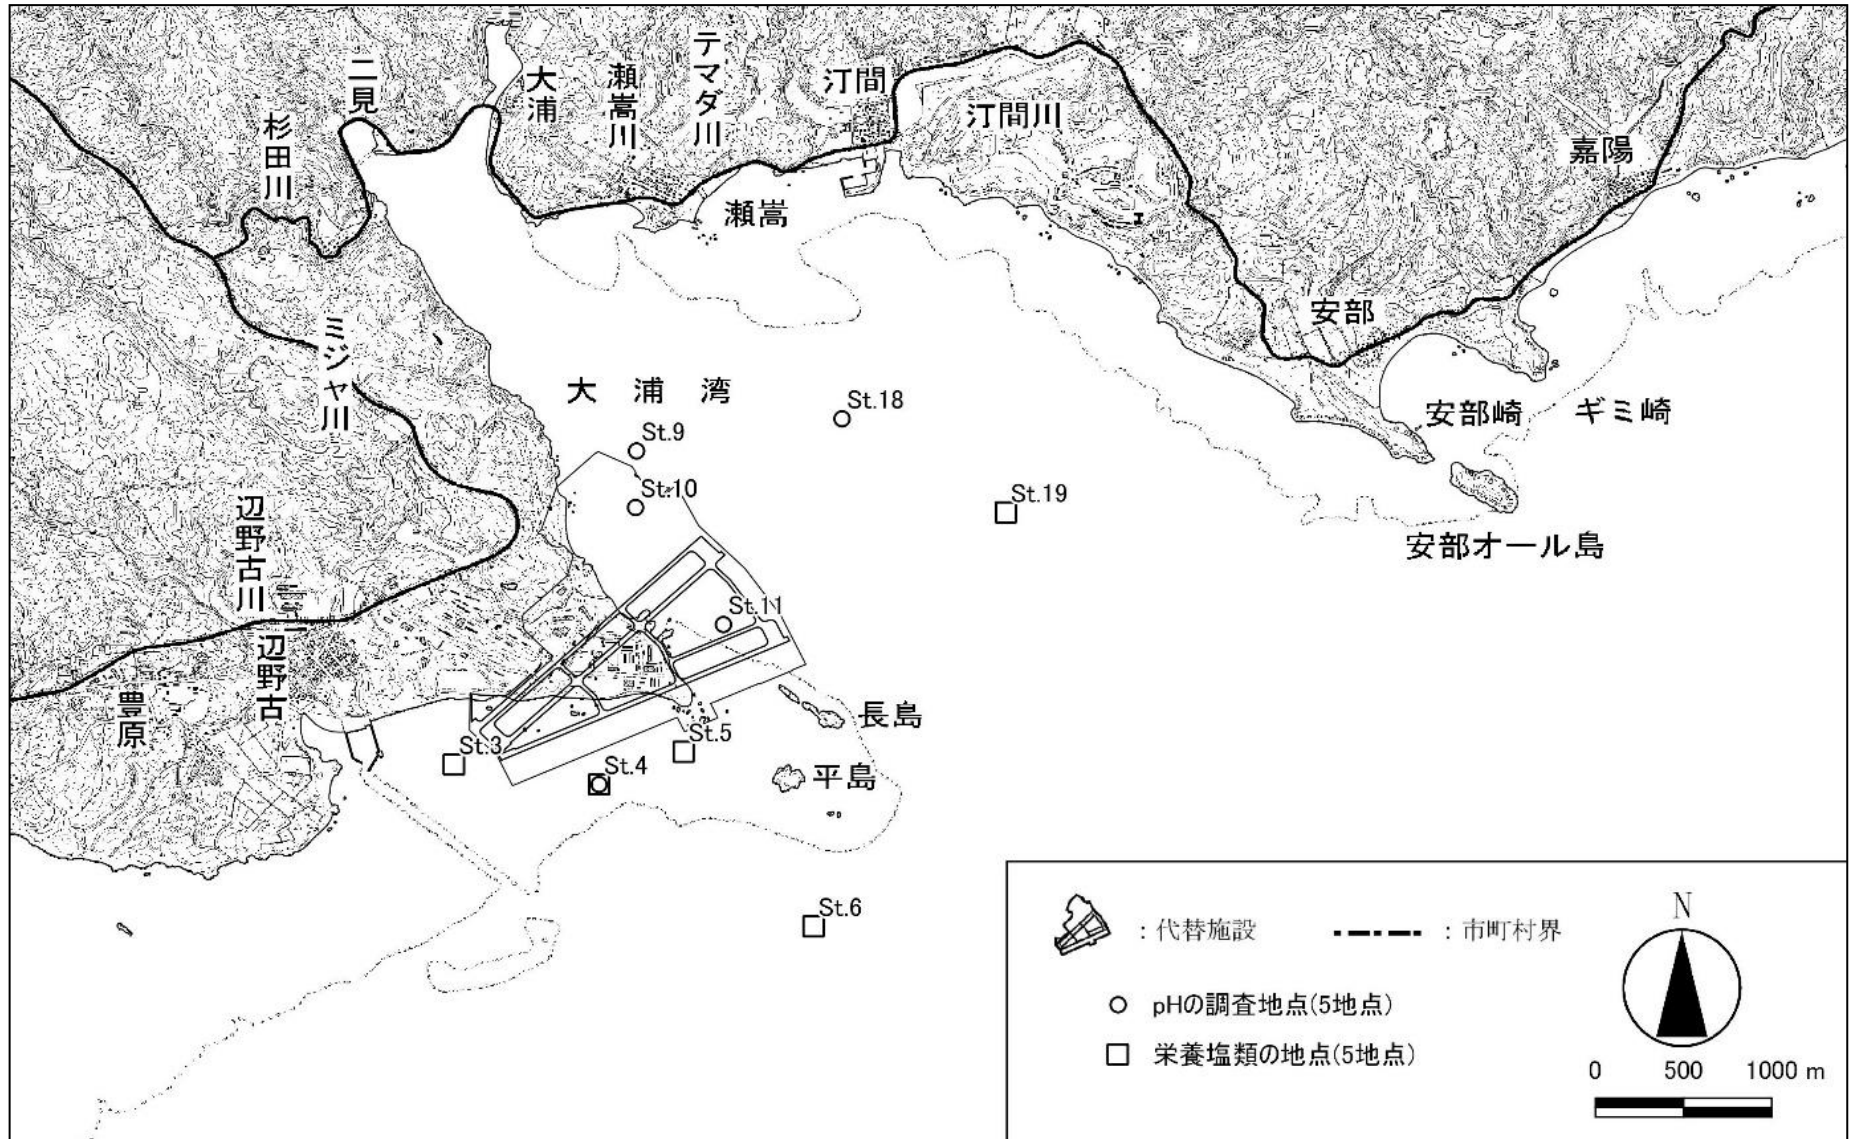 二見
大浦
瀬嵩川
テマダ川
汀間
汀間川
嘉陽
杉田川
瀬嵩
安部
ミジャ川
大浦湾
St.18
安部崎
ギミ崎
St.9
St.10
St.19
安部オール島
辺野古川
St.11
辺野古
豊原
長島
St.3
St.5
St.4
平島
St.6
:代替施設
:市町村界
N
pHの調査地点(5地点)
栄養塩類の地点(5地点)
0 500 1000 m